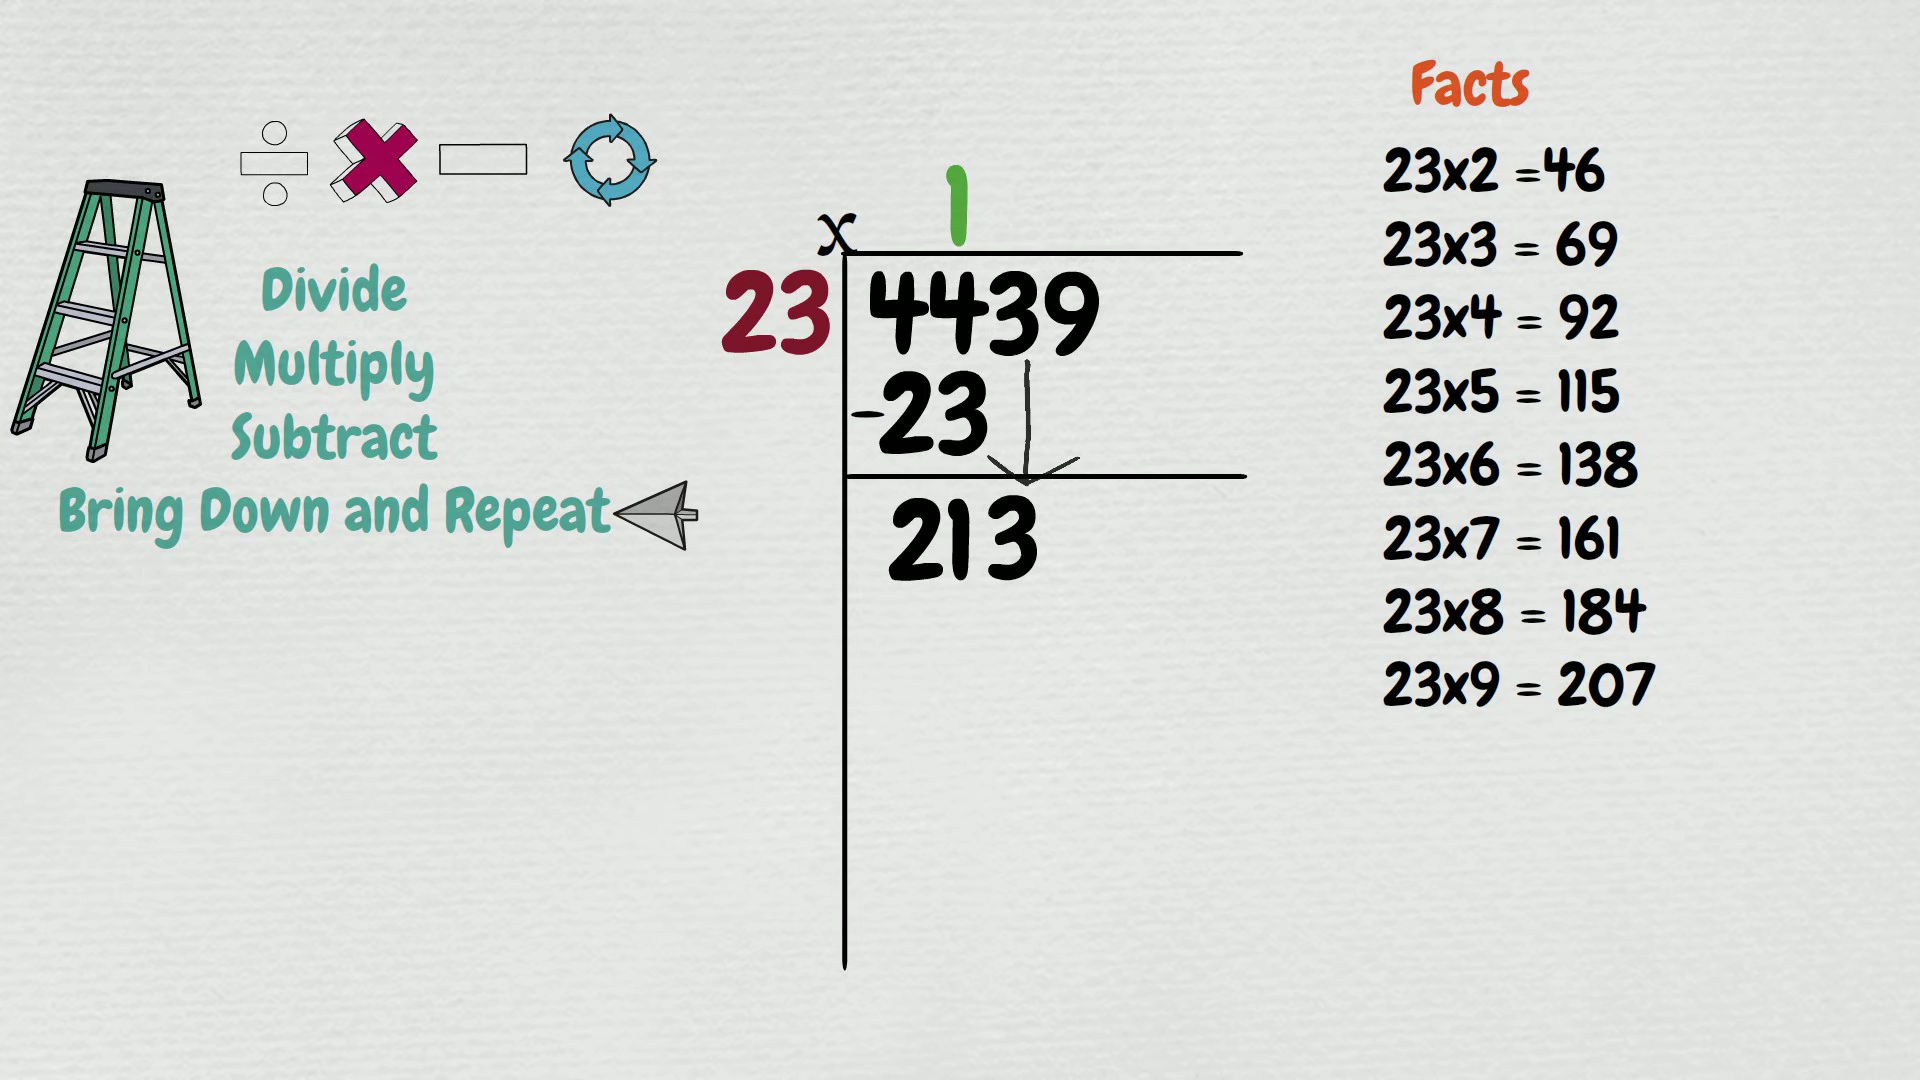 Divide
Multiply
Subtract
Bring Down and Repeat
1
x
23 4439
-23
213
Facts
23x2 =46
23x3 = 69
23x4 = 92
23x5 = 115
23x6 = 138
23x7 = 161
23x8 = 184
23x9 = 207